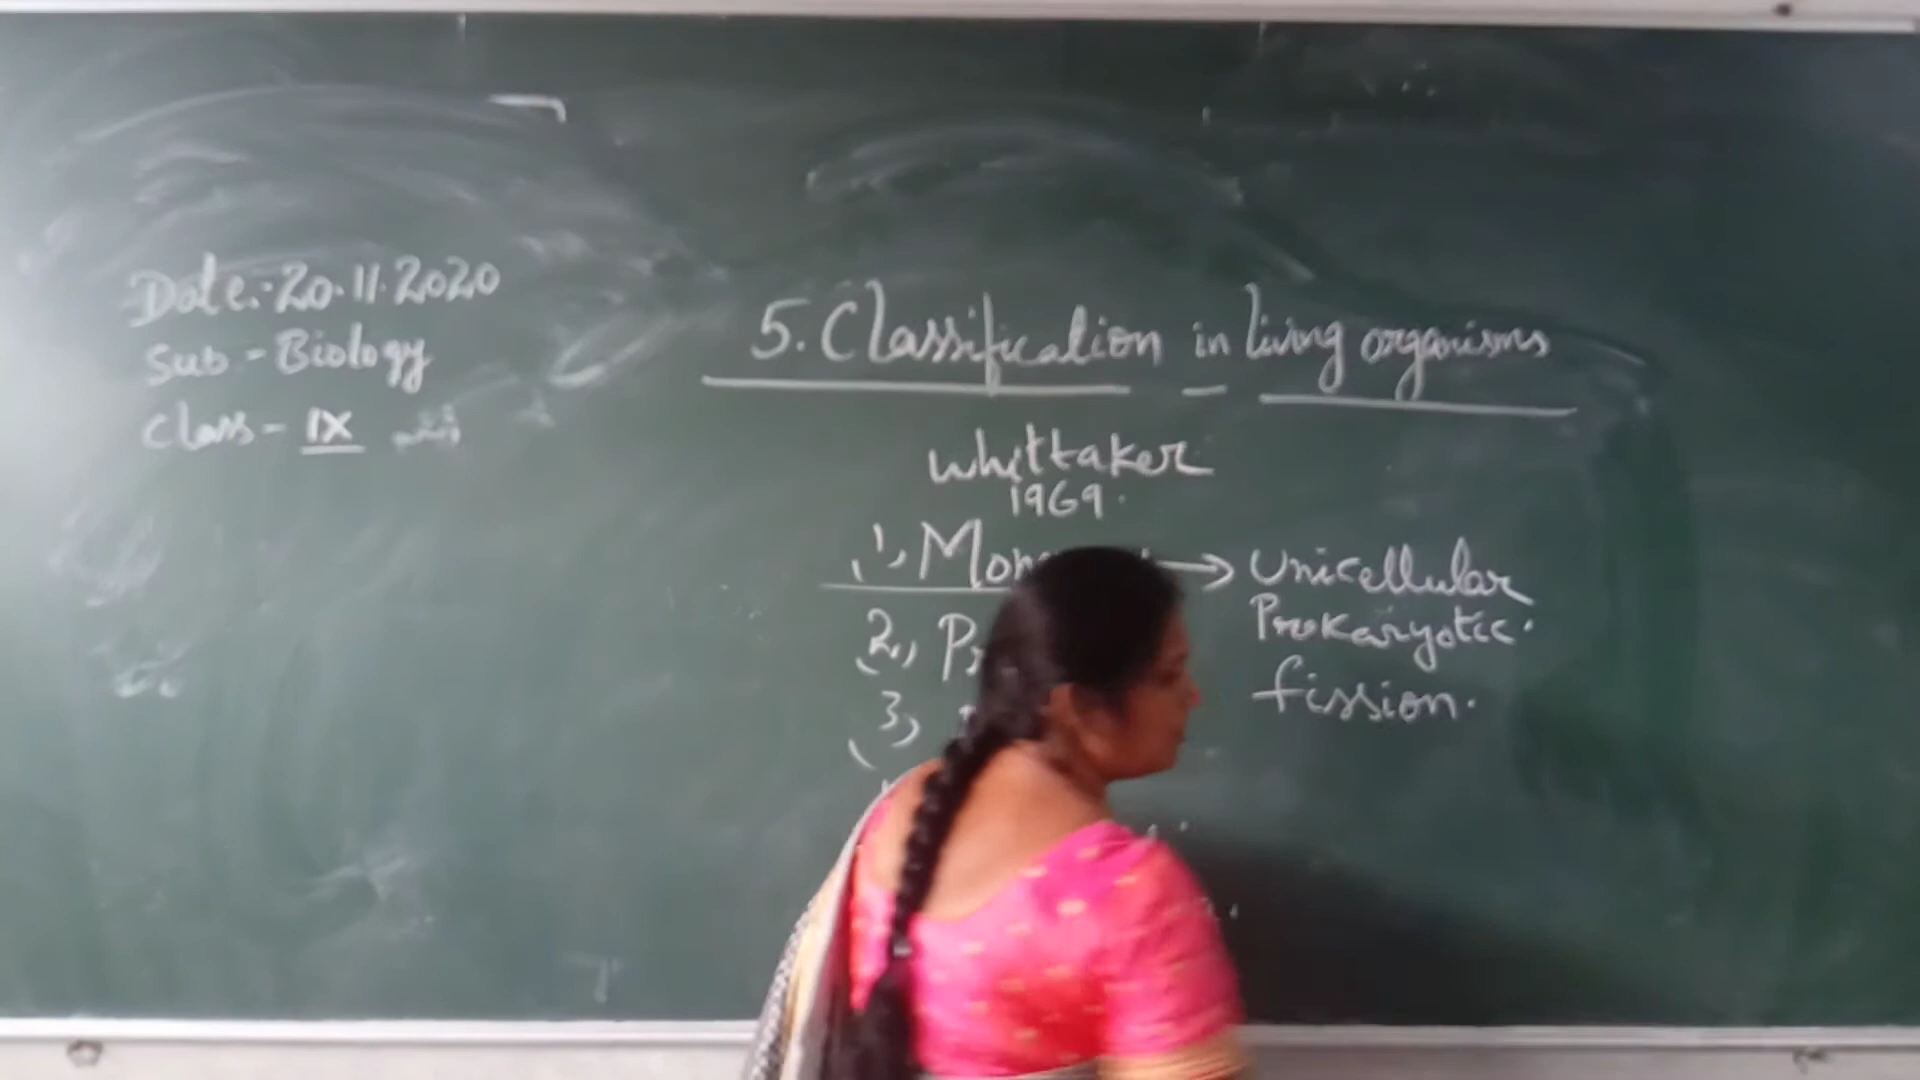 Date:-20.11.2020
Sub - Biology
Class - IX
5. Classification in living organisms
Whittaker
1969.
1, → Unicellular
Prokaryotic.
fission.
2,
3,